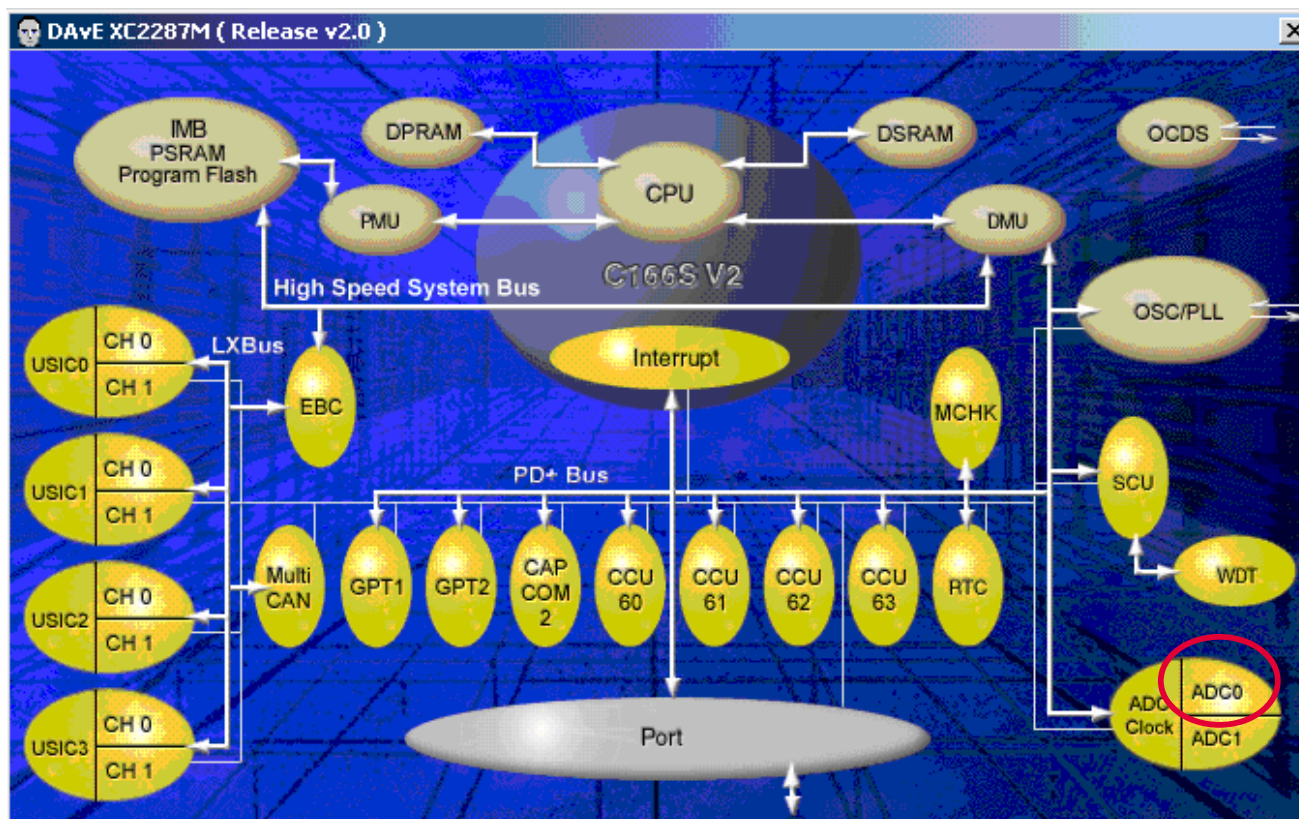 DAvE XC2287M ( Release v2.0 )
IMB
PSRAM
Program Flash
DPRAM
DSRAM
OCDS
CPU
PMU
DMU
C166S V2
High Speed System Bus
OSC/PLL
USIC0
CH 0
CH 1
LXBus
EBC
Interrupt
MCHK
USIC1
CH 0
CH 1
PD+ Bus
SCU
Multi
CAN
GPT1
GPT2
CAP
COM
2
CCU
60
CCU
61
CCU
62
CCU
63
RTC
WDT
USIC2
CH 0
CH 1
USIC3
CH 0
CH 1
Port
ADC
Clock
ADC0
ADC1